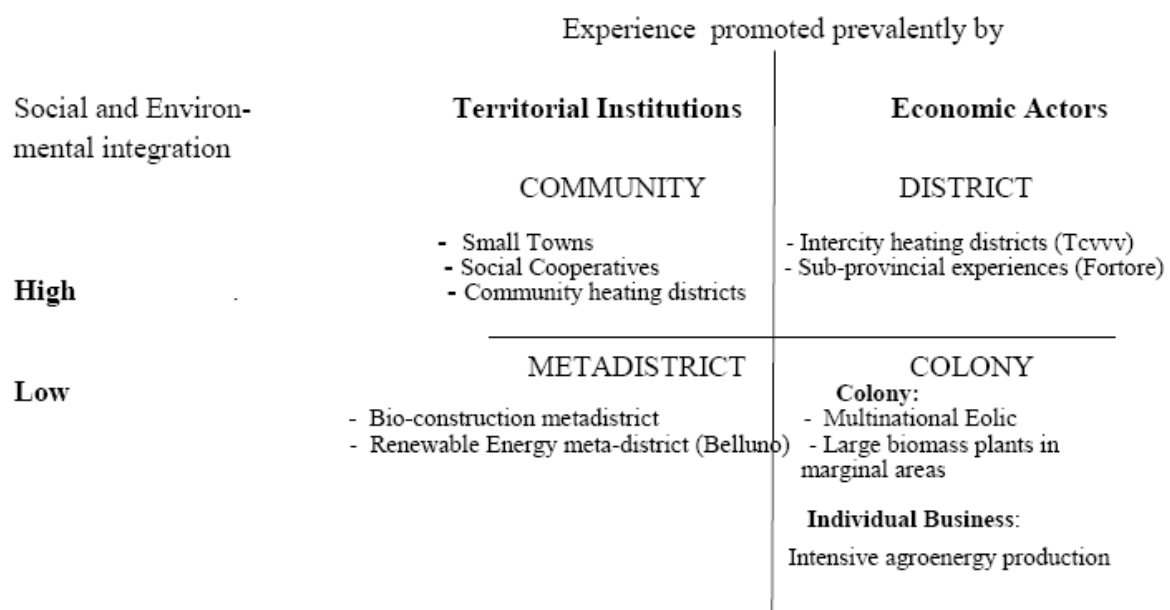 Experience promoted prevalently by
Social and Environ-
mental integration
Territorial Institutions
Economic Actors
COMMUNITY
DISTRICT
- Small Towns
- Social Cooperatives
- Community heating districts
- Intercity heating districts (Tcvvv)
- Sub-provincial experiences (Fortore)
High
Low
METADISTRICT
- Bio-construction metadistrict
- Renewable Energy meta-district (Belluno)
COLONY
Colony:
- Multinational Eolic
- Large biomass plants in
marginal areas
Individual Business:
Intensive agroenergy production